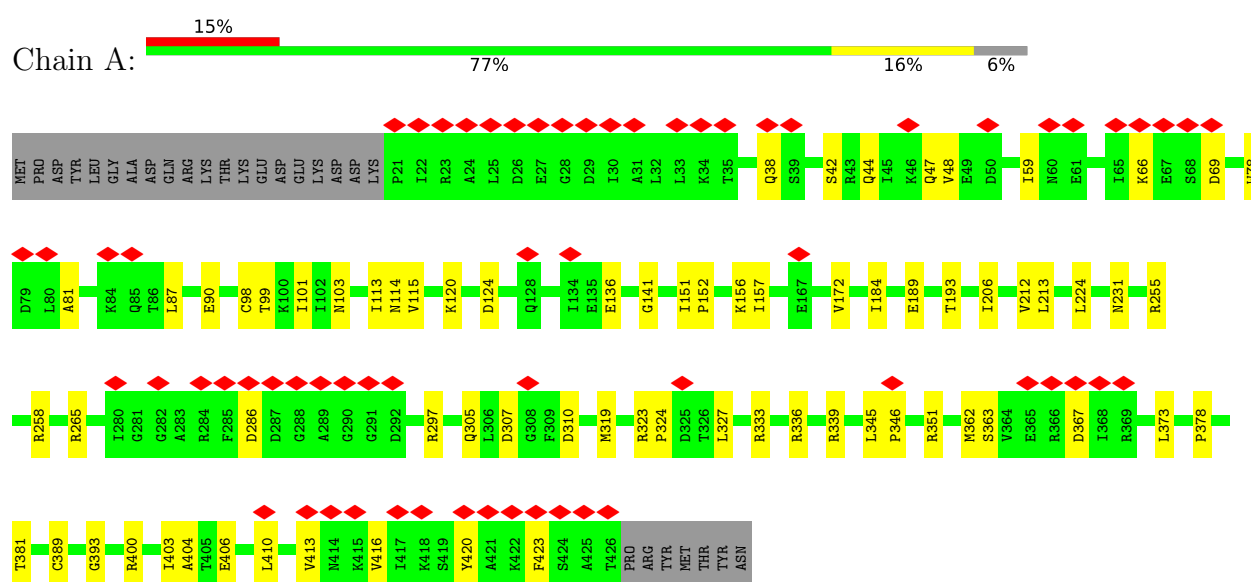 15%
Chain A:
77% 16% 6%
MET PRO ASP TYR LEU GLY ALA ASP GLN ARG LYS THR LYS GLU ASP GLU LYS ASP ASP LYS P21 I22 R23 A24 L25 D26 E27 G28 D29 I30 A31 L32 L33 K34 T35 Q38 S39 S42 R43 Q44 I45 K46 Q47 V48 E49 D50 I59 N60 E61 I65 K66 E67 S68 D69
D79 L80 A81 K84 Q85 T86 L87 E90 C98 T99 K100 I101 I102 N103 I113 N114 V115 K120 D124 Q128 I134 E135 E136 G141 I151 P152 K156 I157 E167 V172 I184 E189 T193 I206 V212 L213 L224 N231 R255
R258 R265 I280 G281 G282 A283 R284 F285 D286 D287 G288 A289 G290 G291 D292 R297 Q305 L306 D307 G308 F309 D310 M319 R323 P324 D325 T326 L327 R333 R336 R339 L345 P346 R351 M362 S363 V364 E365 R366 D367 I368 R369 L373 P378
T381 C389 G393 R400 I403 A404 T405 E406 L410 V413 N414 K415 V416 I417 K418 S419 Y420 A421 K422 F423 S424 A425 T426 PRO ARG TYR MET THR TYR ASN